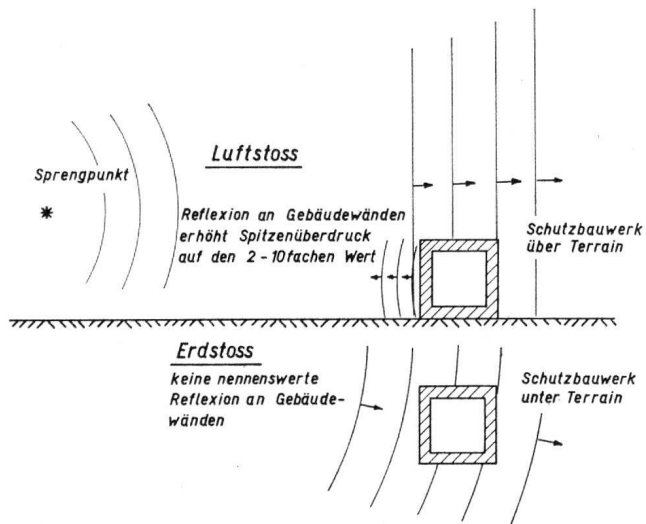 Luftstoss
Sprengpunkt
Reflexion an Gebäudewänden
erhöht Spitzenüberdruck
auf den 2-10fachen Wert
Schutzbauwerk
über Terrain
Erdstoss
keine nennenswerte
Reflexion an Gebäude-
wänden
Schutzbauwerk
unter Terrain